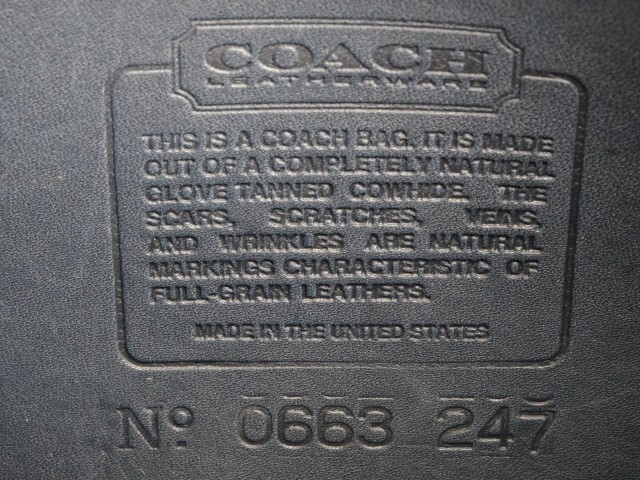 COACH
LEATHERWARE
THIS IS A COACH BAG. IT IS MADE
OUT OF A COMPLETELY NATURAL
GLOVE TANNED COWHIDE. THE
SCARS, SCRATCHES, VEINS,
AND WRINKLES ARE NATURAL
MARKINGS CHARACTERISTIC OF
FULL-GRAIN LEATHERS.
MADE IN THE UNITED STATES
Nº 0663 247